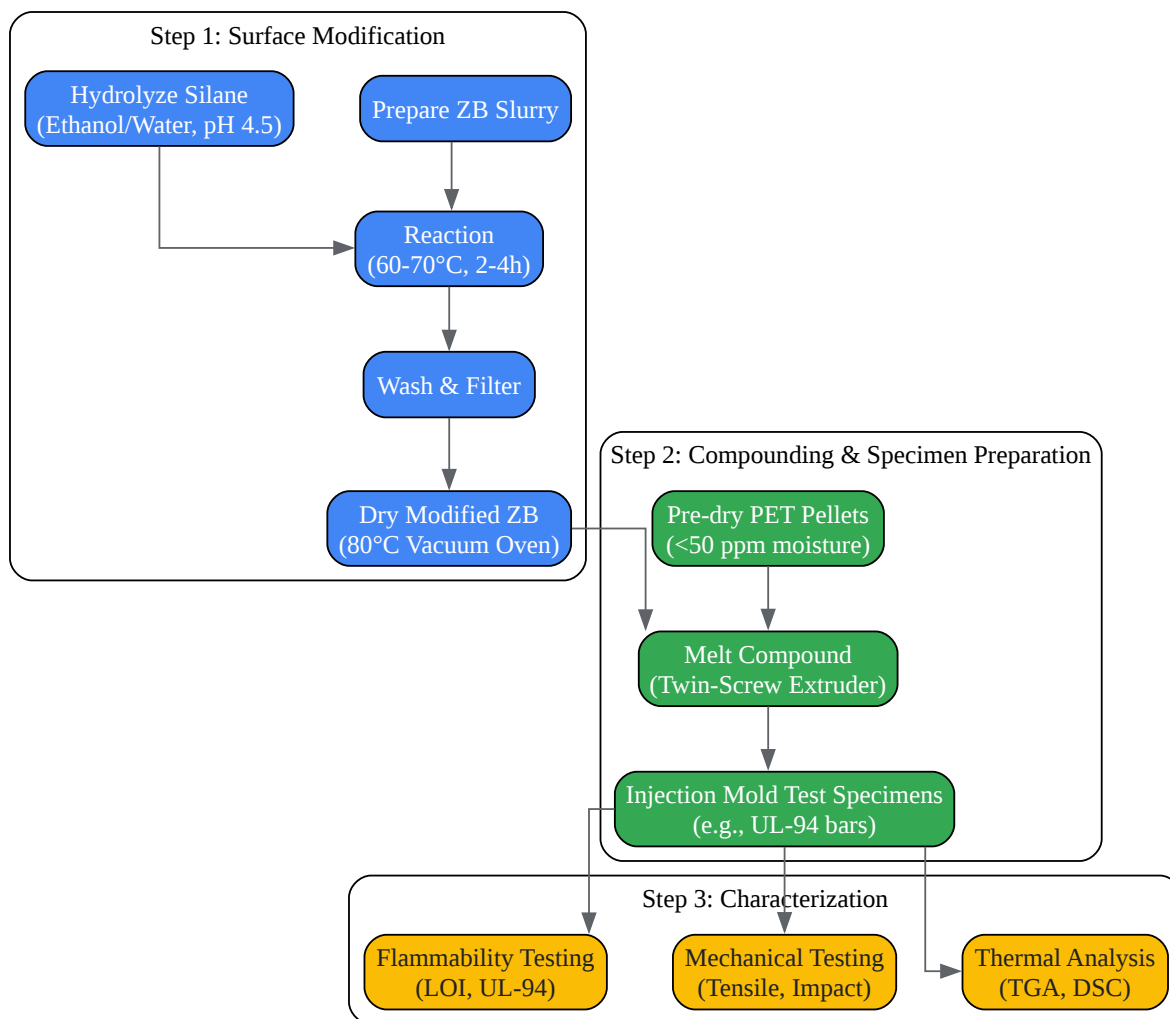 Step 1: Surface Modification
Hydrolyze Silane
(Ethanol/Water, pH 4.5)
Prepare ZB Slurry
Reaction
(60-70°C, 2-4h)
Wash & Filter
Dry Modified ZB
(80°C Vacuum Oven)
Step 2: Compounding & Specimen Preparation
Pre-dry PET Pellets
(<50 ppm moisture)
Melt Compound
(Twin-Screw Extruder)
Injection Mold Test Specimens
(e.g., UL-94 bars)
Step 3: Characterization
Flammability Testing
(LOI, UL-94)
Mechanical Testing
(Tensile, Impact)
Thermal Analysis
(TGA, DSC)